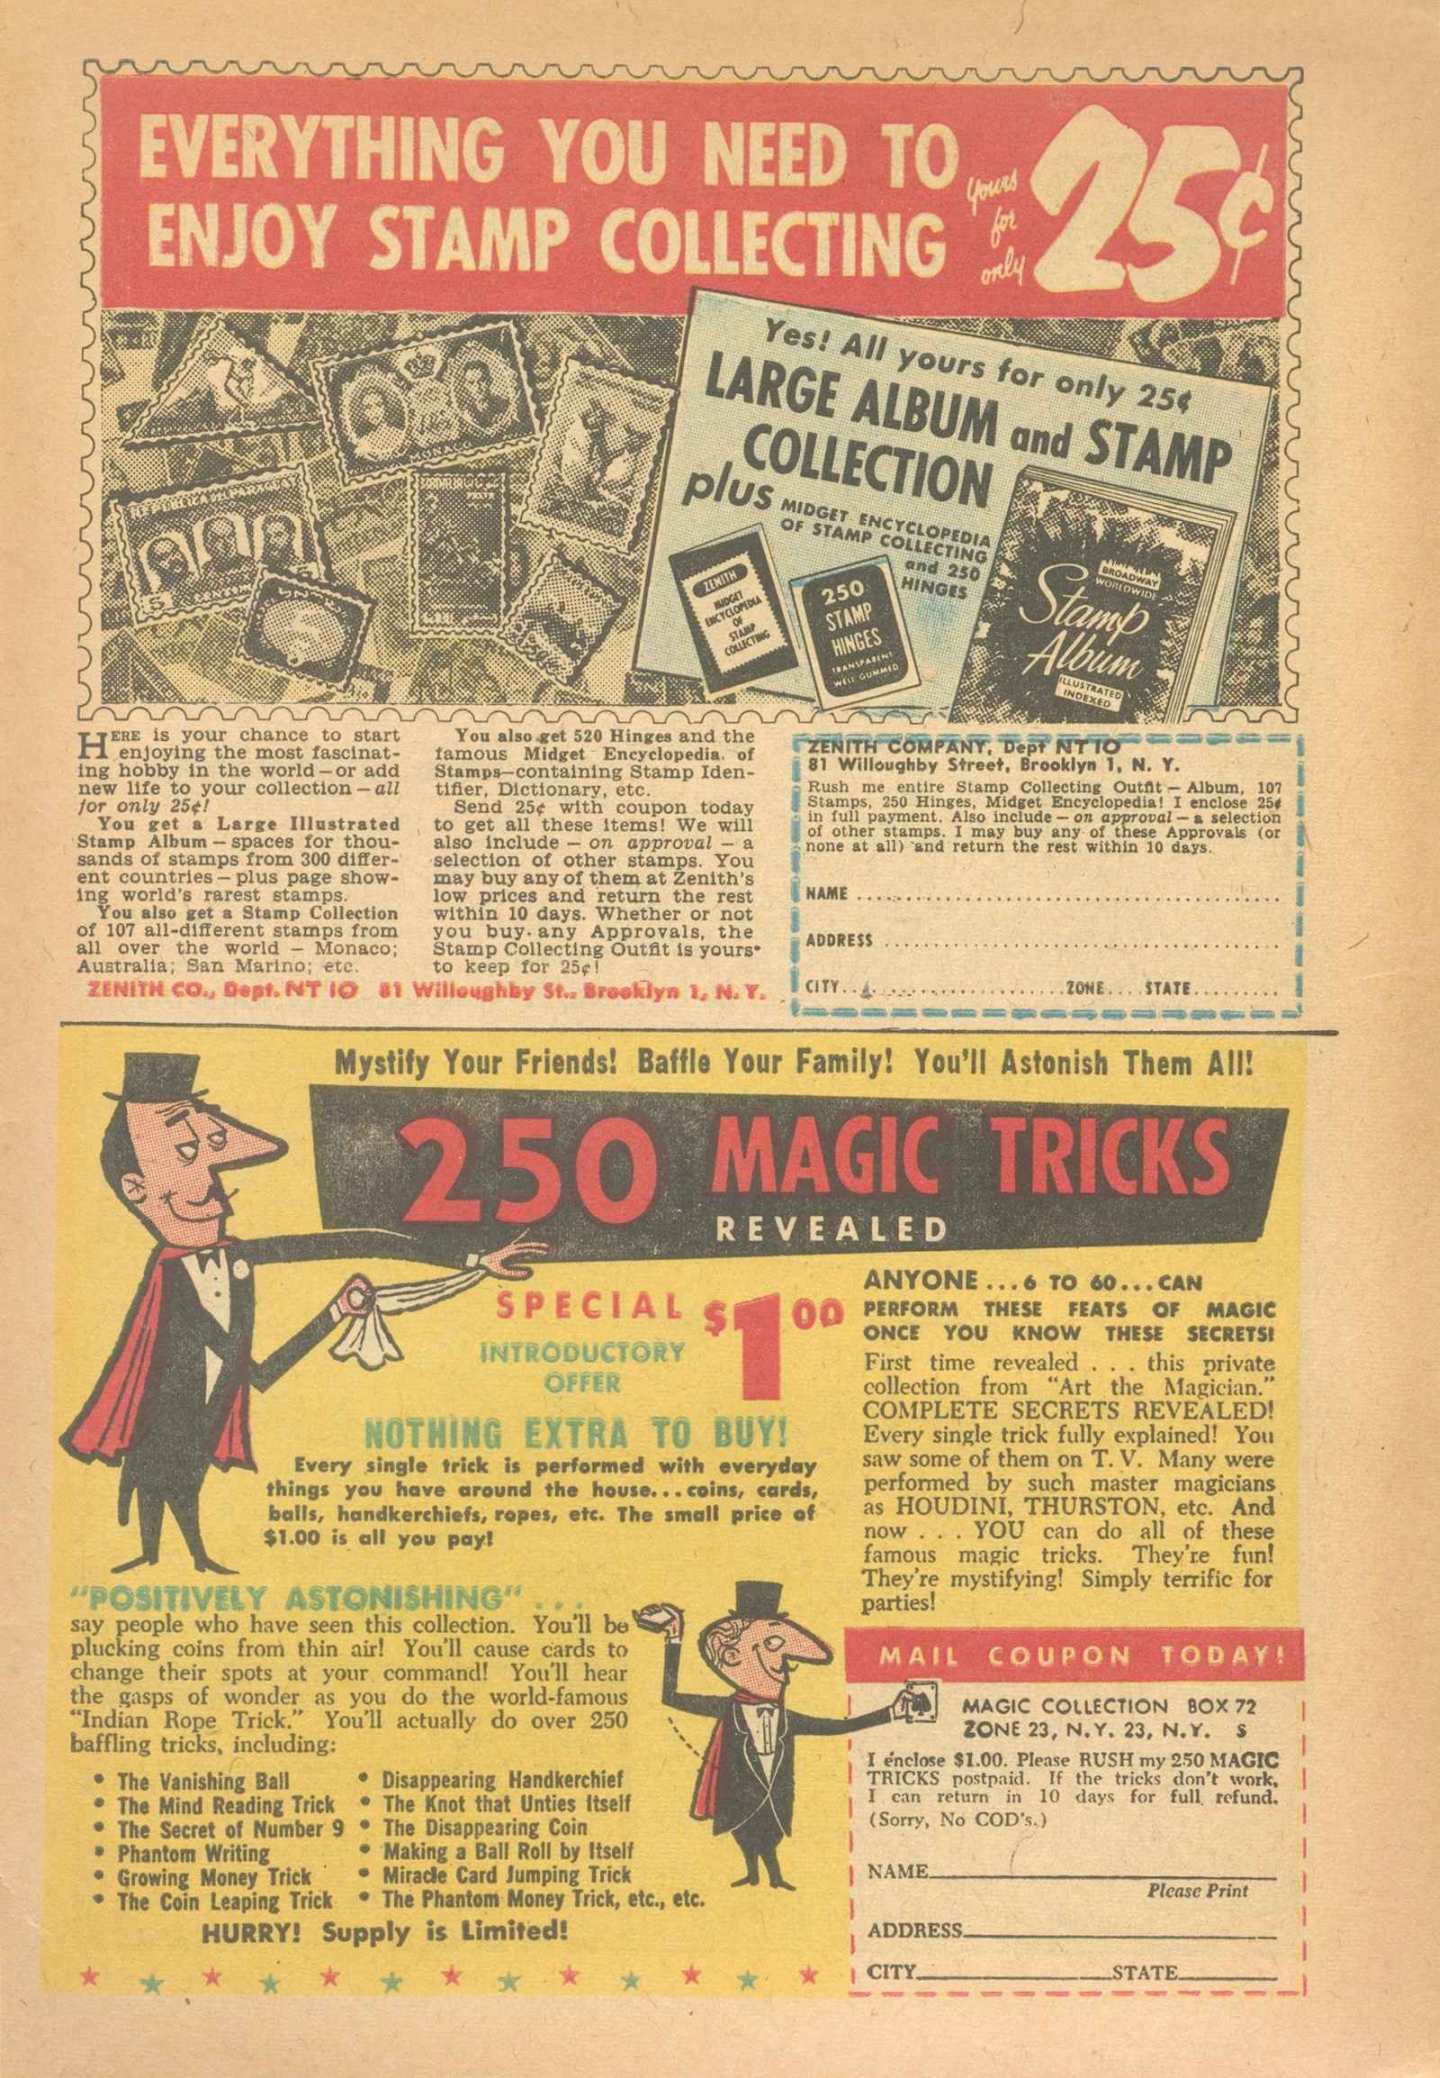 EVERYTHING YOU NEED TO
ENJOY STAMP COLLECTING
yours
for
only
25¢
Yes! All yours for only 25¢
LARGE ALBUM and STAMP
COLLECTION
plus MIDGET ENCYCLOPEDIA
OF STAMP COLLECTING
and 250
HINGES
ZENITH
MIDGET
ENCYCLOPEDIA
OF
STAMP
COLLECTING
250
STAMP
HINGES
TRANSPARENT
WELL GUMMED
BROADWAY
WORLDWIDE
Stamp
Album
ILLUSTRATED
INDEXED
HERE is your chance to start
enjoying the most fascinat-
ing hobby in the world—or add
new life to your collection—all
for only 25¢!
You get a Large Illustrated
Stamp Album—spaces for thou-
sands of stamps from 300 differ-
ent countries—plus page show-
ing world's rarest stamps.
You also get a Stamp Collection
of 107 all-different stamps from
all over the world — Monaco;
Australia; San Marino; etc.
You also get 520 Hinges and the
famous Midget Encyclopedia of
Stamps—containing Stamp Iden-
tifier, Dictionary, etc.
Send 25¢ with coupon today
to get all these items! We will
also include — on approval — a
selection of other stamps. You
may buy any of them at Zenith's
low prices and return the rest
within 10 days. Whether or not
you buy any Approvals, the
Stamp Collecting Outfit is yours
to keep for 25¢!
ZENITH CO., Dept. NT 10 81 Willoughby St., Brooklyn 1, N. Y.
ZENITH COMPANY, Dept NT10
81 Willoughby Street, Brooklyn 1, N. Y.
Rush me entire Stamp Collecting Outfit — Album, 107
Stamps, 250 Hinges, Midget Encyclopedia! I enclose 25¢
in full payment. Also include — on approval — a selection
of other stamps. I may buy any of these Approvals (or
none at all) and return the rest within 10 days.
NAME
ADDRESS
CITY ZONE STATE
Mystify Your Friends! Baffle Your Family! You'll Astonish Them All!
250 MAGIC TRICKS
REVEALED
SPECIAL $1.00
INTRODUCTORY
OFFER
NOTHING EXTRA TO BUY!
Every single trick is performed with everyday
things you have around the house...coins, cards,
balls, handkerchiefs, ropes, etc. The small price of
$1.00 is all you pay!
ANYONE ...6 TO 60...CAN
PERFORM THESE FEATS OF MAGIC
ONCE YOU KNOW THESE SECRETS!
First time revealed . . . this private
collection from "Art the Magician."
COMPLETE SECRETS REVEALED!
Every single trick fully explained! You
saw some of them on T. V. Many were
performed by such master magicians
as HOUDINI, THURSTON, etc. And
now . . . YOU can do all of these
famous magic tricks. They're fun!
They're mystifying! Simply terrific for
parties!
"POSITIVELY ASTONISHING" ...
say people who have seen this collection. You'll be
plucking coins from thin air! You'll cause cards to
change their spots at your command! You'll hear
the gasps of wonder as you do the world-famous
"Indian Rope Trick." You'll actually do over 250
baffling tricks, including:
• The Vanishing Ball
• The Mind Reading Trick
• The Secret of Number 9
• Phantom Writing
• Growing Money Trick
• The Coin Leaping Trick
• Disappearing Handkerchief
• The Knot that Unties Itself
• The Disappearing Coin
• Making a Ball Roll by Itself
• Miracle Card Jumping Trick
• The Phantom Money Trick, etc., etc.
HURRY! Supply is Limited!
MAIL COUPON TODAY!
MAGIC COLLECTION BOX 72
ZONE 23, N.Y. 23, N.Y. S
I enclose $1.00. Please RUSH my 250 MAGIC
TRICKS postpaid. If the tricks don't work,
I can return in 10 days for full refund.
(Sorry, No COD's.)
NAME
Please Print
ADDRESS
CITY STATE